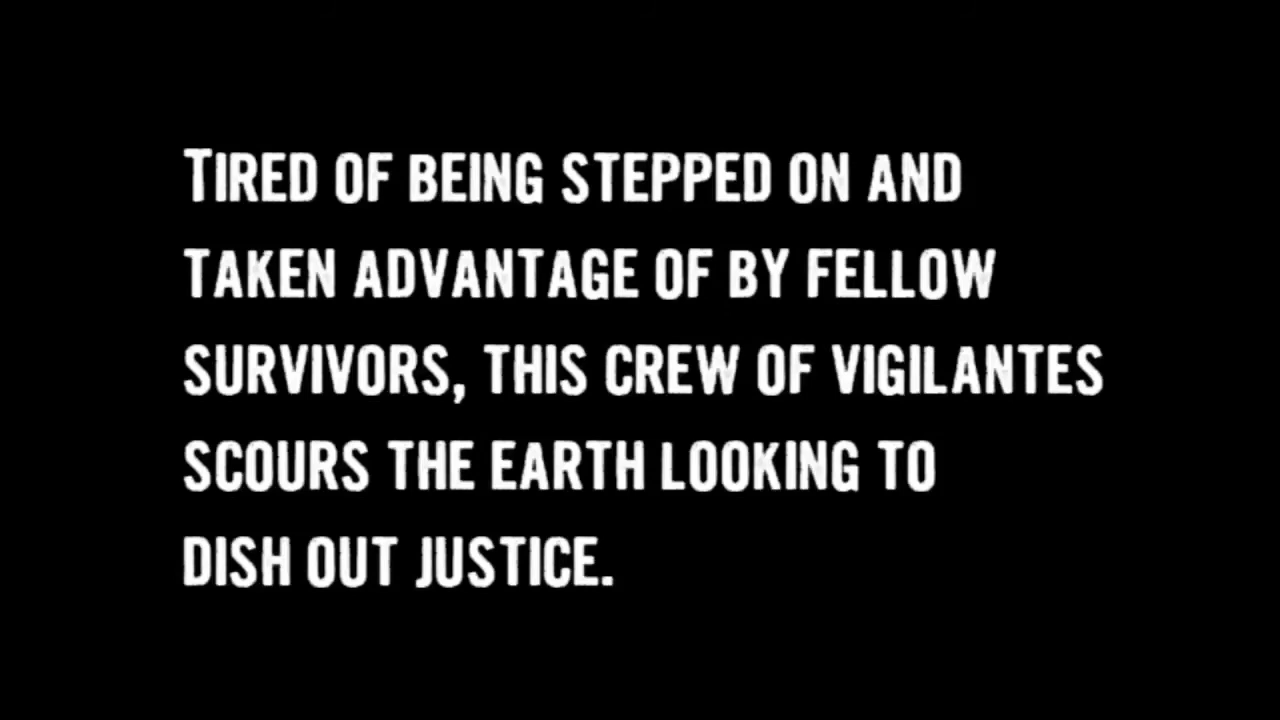 TIRED OF BEING STEPPED ON AND
TAKEN ADVANTAGE OF BY FELLOW
SURVIVORS, THIS CREW OF VIGILANTES
SCOURS THE EARTH LOOKING TO
DISH OUT JUSTICE.